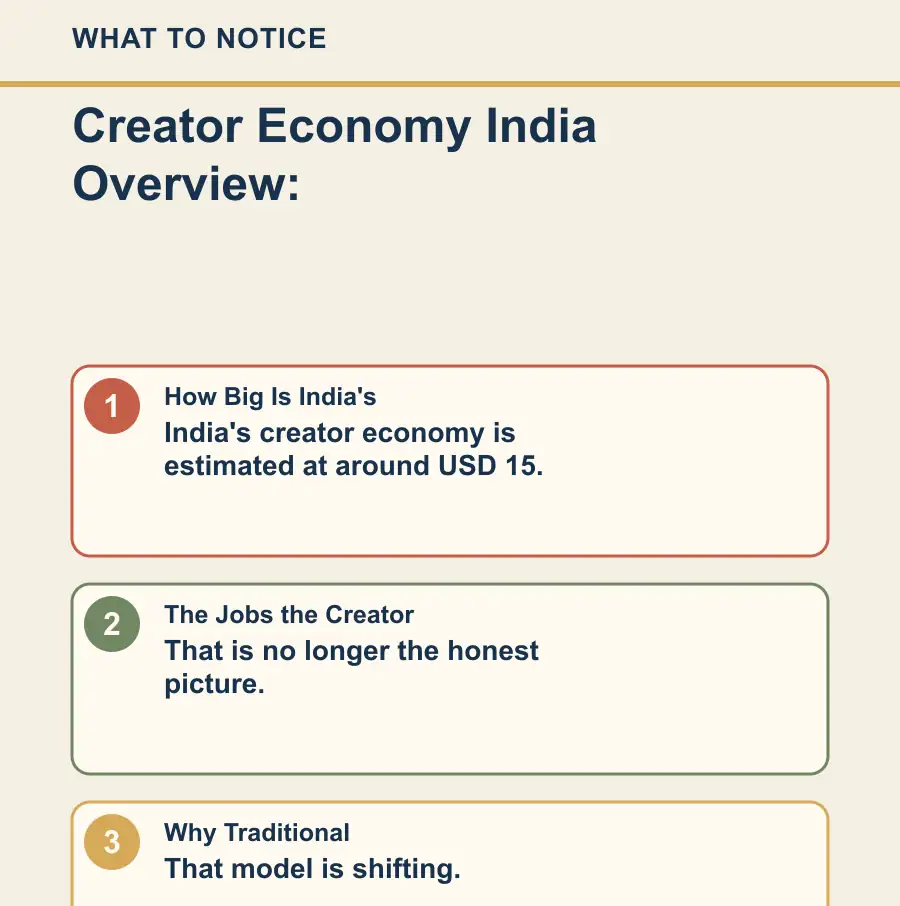 WHAT TO NOTICE
Creator Economy India
Overview:
1
How Big Is India's
India's creator economy is
estimated at around USD 15.
2
The Jobs the Creator
That is no longer the honest
picture.
3
Why Traditional
That model is shifting.